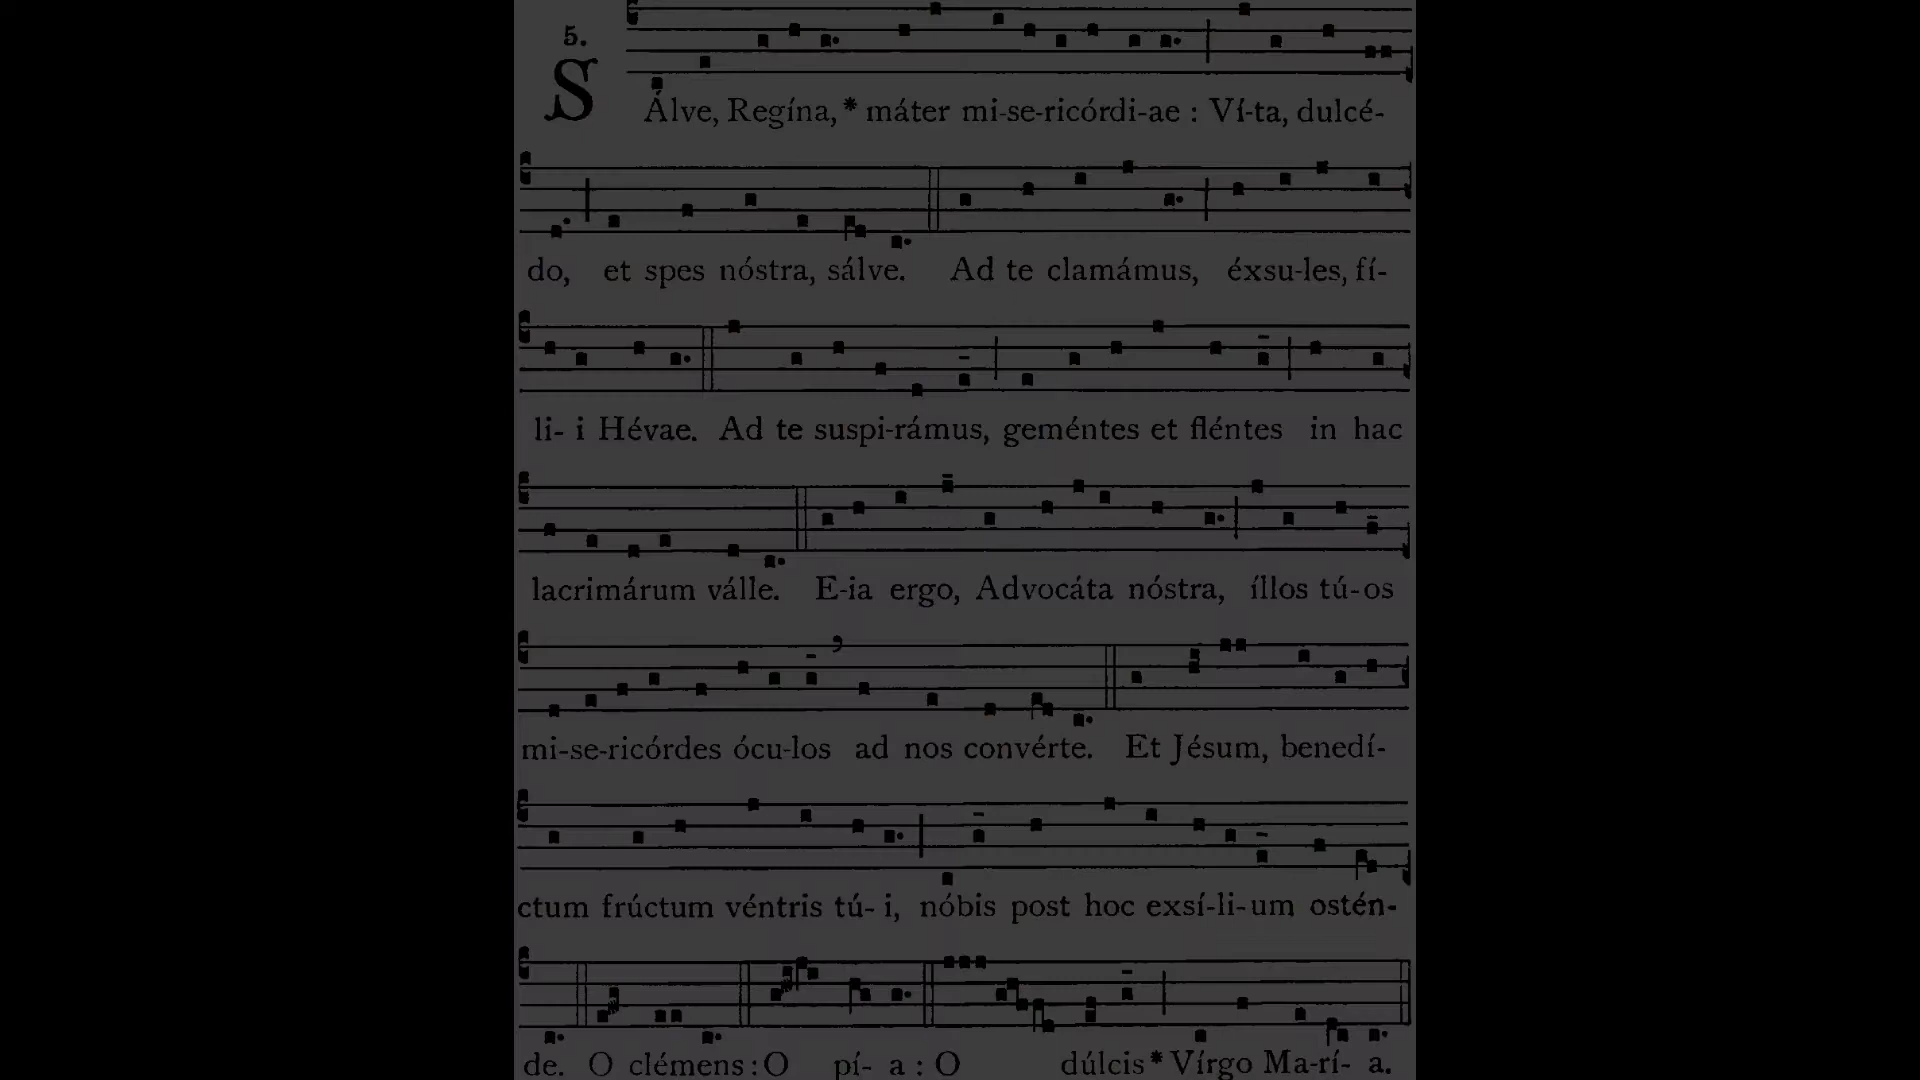 5.
SÁlve, Regína, * máter mi-se-ricórdi-ae : Ví-ta, dulcé-
do, et spes nóstra, sálve. Ad te clamámus, éxsu-les, fí-
li- i Hévae. Ad te suspi-rámus, geméntes et fléntes in hac
lacrimárum válle. E-ia ergo, Advocáta nóstra, íllos tú-os
mi-se-ricórdes ócu-los ad nos convérte. Et Jésum, benedí-
ctum frúctum véntris tú- i, nóbis post hoc exsí-li-um ostén-
de. O clémens : O pí- a : O dúlcis * Vírgo Ma-rí- a.